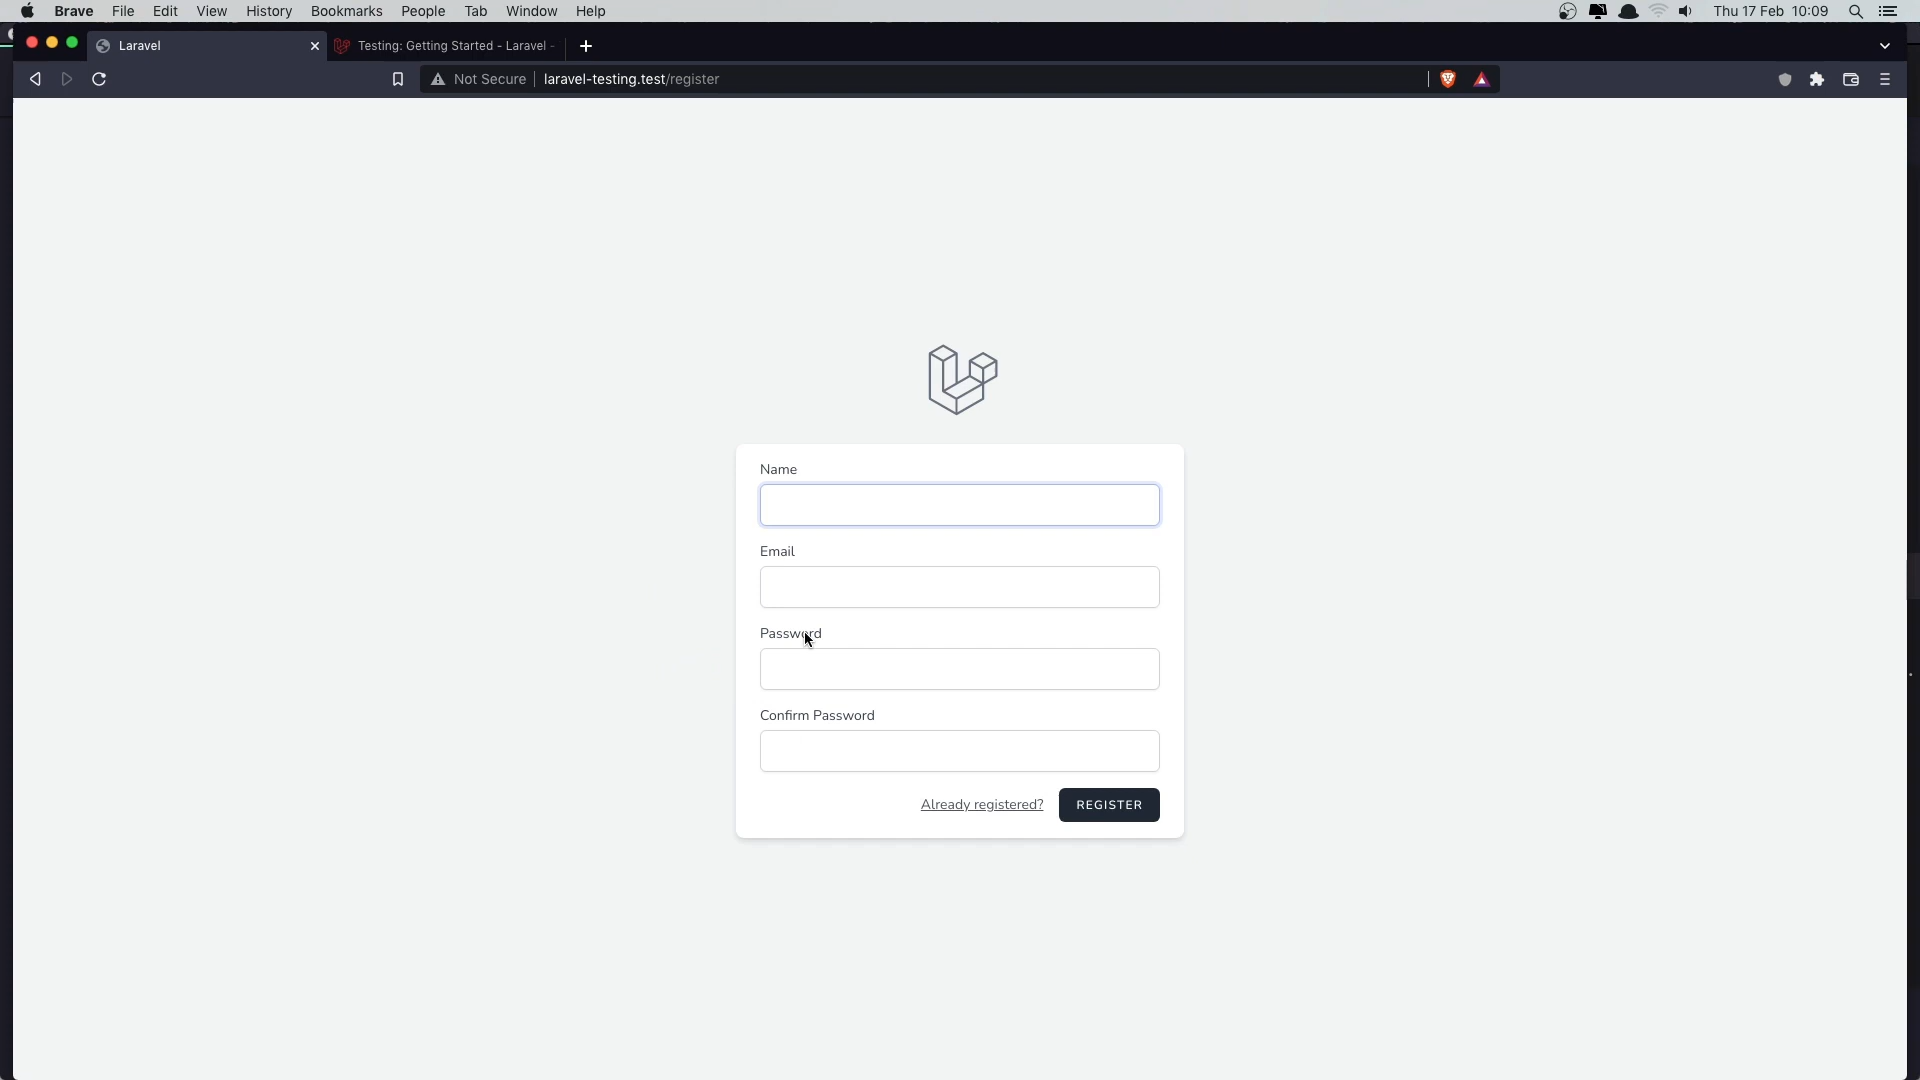 Brave File Edit View History Bookmarks People Tab Window Help Thu 17 Feb 10:09
Laravel Testing: Getting Started - Laravel -
Not Secure laravel-testing.test/register
Name
Email
Password
Confirm Password
Already registered? REGISTER